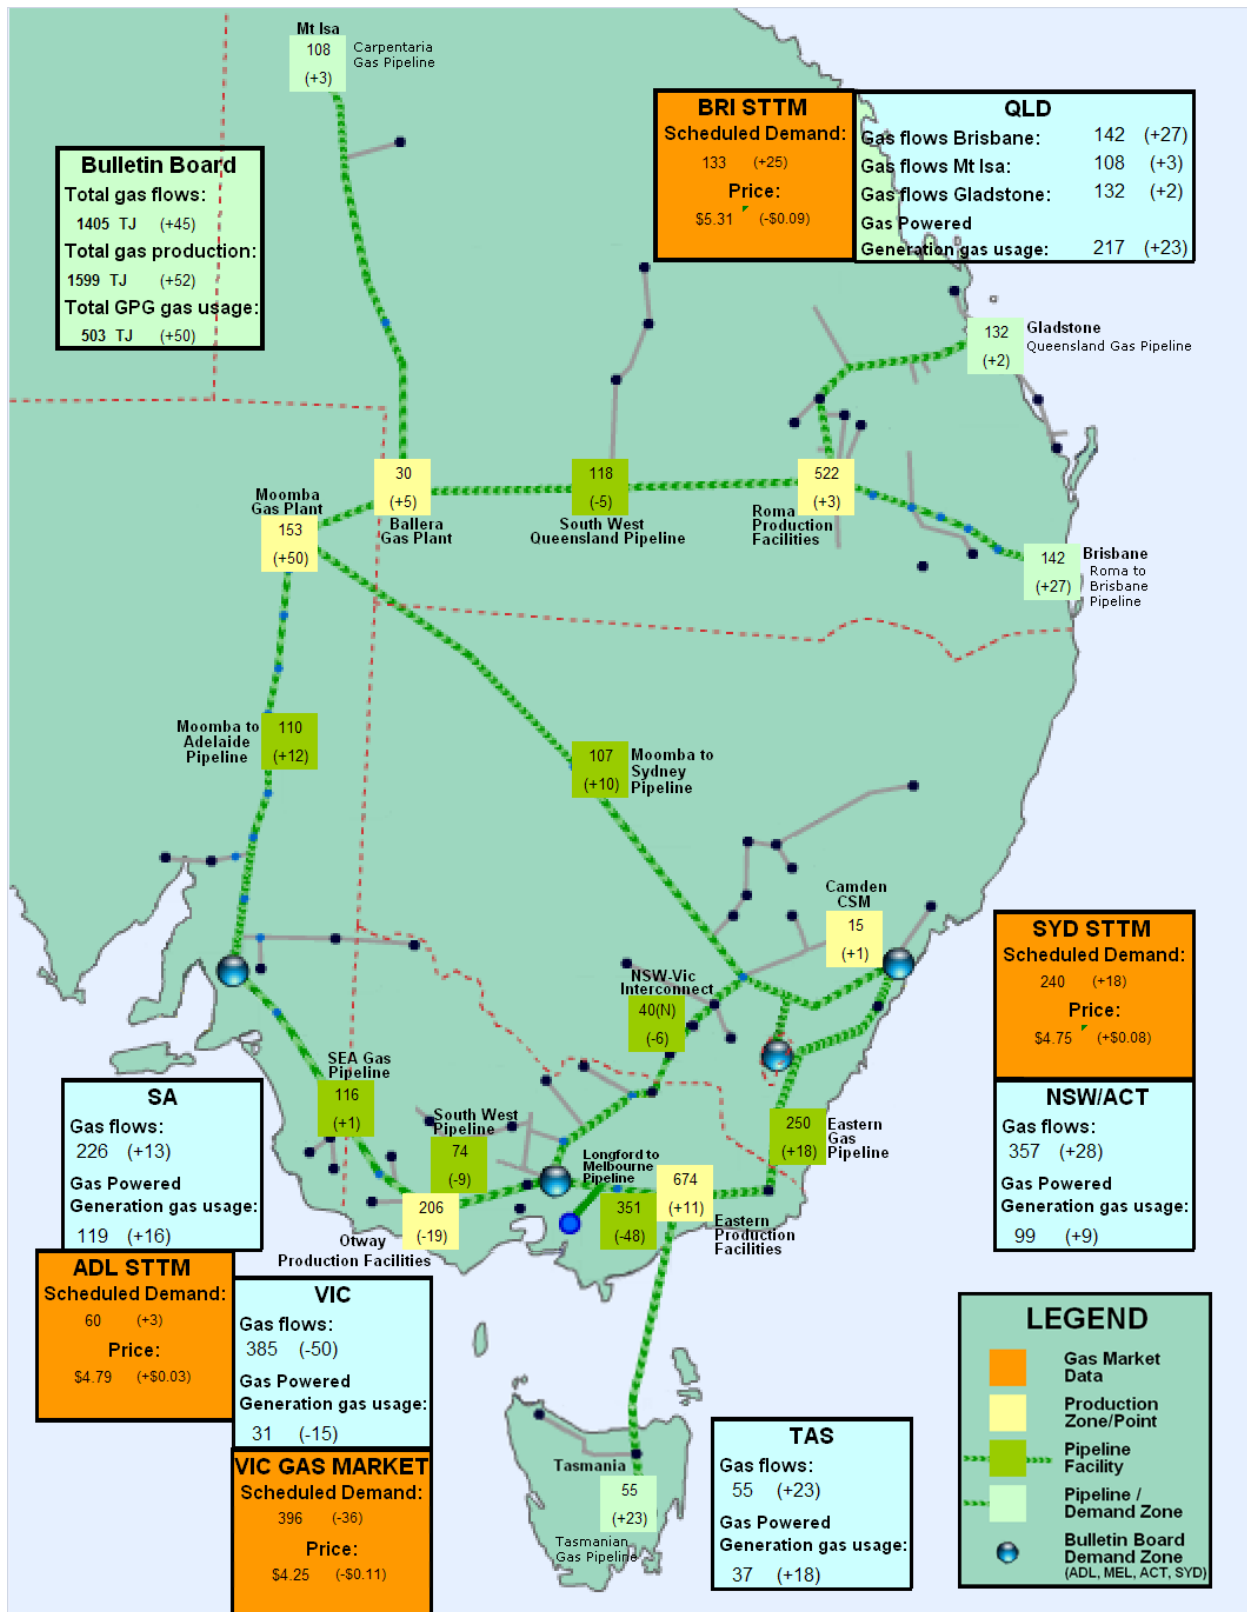 Mt Isa
108
(+3)
Carpentaria
Gas Pipeline
BRI STTM
Scheduled Demand:
133 (+25)
Price:
$5.31 (-$0.09)
QLD
Gas flows Brisbane: 142 (+27)
Gas flows Mt Isa: 108 (+3)
Gas flows Gladstone: 132 (+2)
Gas Powered
Generation gas usage: 217 (+23)
Bulletin Board
Total gas flows:
1405 TJ (+45)
Total gas production:
1599 TJ (+52)
Total GPG gas usage:
503 TJ (+50)
132
(+2)
Gladstone
Queensland Gas Pipeline
Moomba
Gas Plant
153
(+50)
30
(+5)
Ballera
Gas Plant
118
(-5)
South West
Queensland Pipeline
522
(+3)
Roma
Production
Facilities
142
(+27)
Brisbane
Roma to
Brisbane
Pipeline
Moomba to
Adelaide
Pipeline
110
(+12)
107
(+10)
Moomba to
Sydney
Pipeline
Camden
CSM
15
(+1)
NSW-Vic
Interconnect
40(N)
(-6)
SYD STTM
Scheduled Demand:
240 (+18)
Price:
$4.75 (+$0.08)
NSW/ACT
Gas flows:
357 (+28)
Gas Powered
Generation gas usage:
99 (+9)
SEA Gas
Pipeline
116
(+1)
South West
Pipeline
74
(-9)
Longford to
Melbourne
Pipeline
351
(-48)
674
(+11)
Eastern
Production
Facilities
250
(+18)
Eastern
Gas
Pipeline
206
(-19)
Otway
Production Facilities
SA
Gas flows:
226 (+13)
Gas Powered
Generation gas usage:
119 (+16)
ADL STTM
Scheduled Demand:
60 (+3)
Price:
$4.79 (+$0.03)
VIC
Gas flows:
385 (-50)
Gas Powered
Generation gas usage:
31 (-15)
VIC GAS MARKET
Scheduled Demand:
396 (-36)
Price:
$4.25 (-$0.11)
Tasmania
55
(+23)
Tasmanian
Gas Pipeline
TAS
Gas flows:
55 (+23)
Gas Powered
Generation gas usage:
37 (+18)
LEGEND
Gas Market
Data
Production
Zone/Point
Pipeline
Facility
Pipeline /
Demand Zone
Bulletin Board
Demand Zone
(ADL, MEL, ACT, SYD)